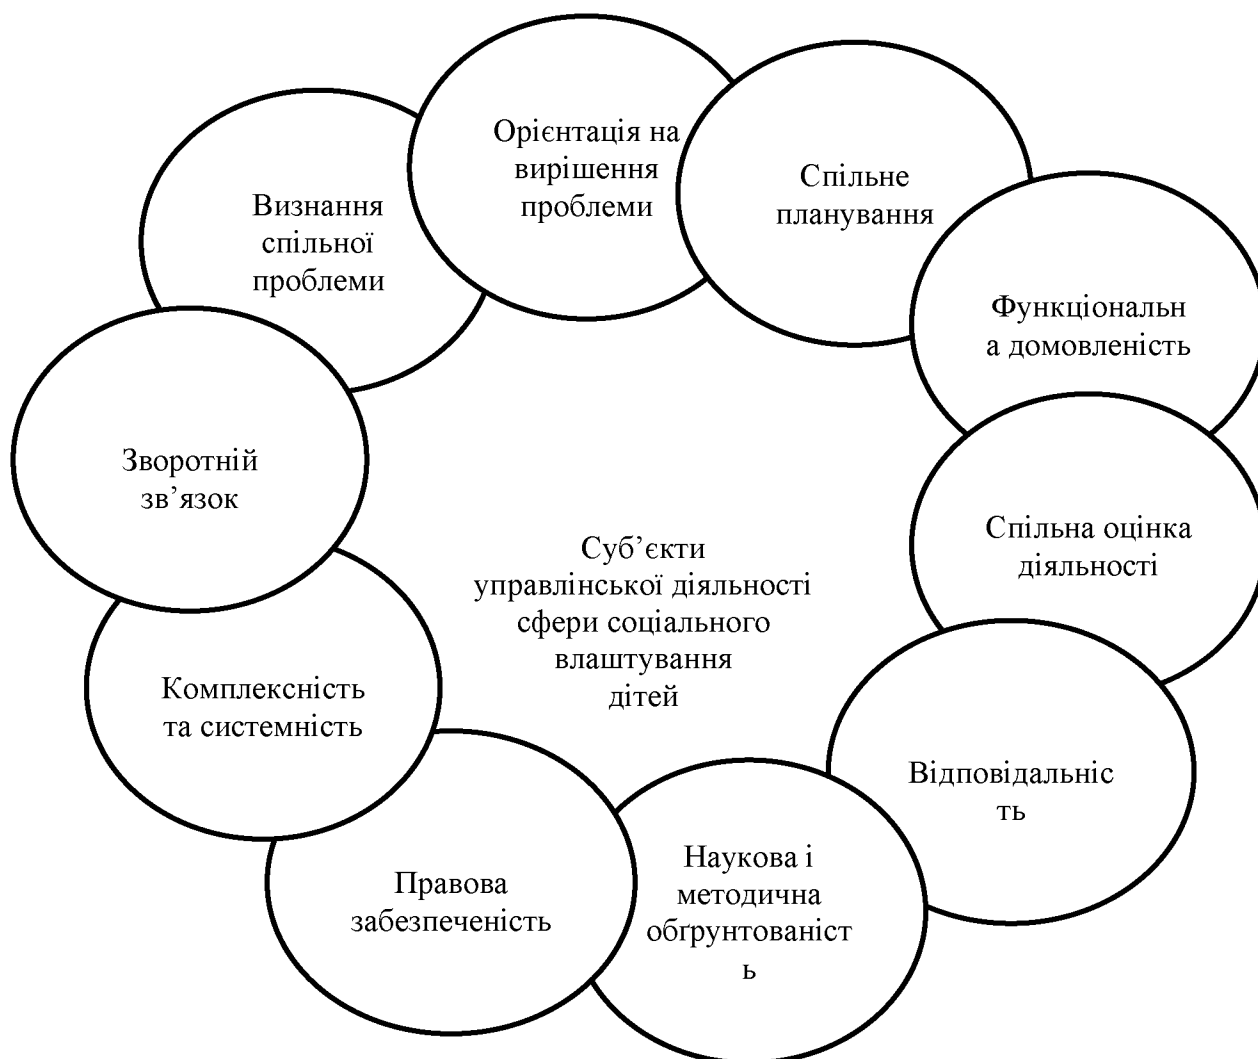 Орієнтація на
вирішення
проблеми
Спільне
планування
Визнання
спільної
проблеми
Функціональн
а домовленість
Зворотній
зв’язок
Спільна оцінка
діяльності
Суб’єкти
управлінської діяльності
сфери соціального
влаштування
дітей
Комплексність
та системність
Відповідальніс
ть
Наукова і
методична
обґрунтованіст
ь
Правова
забезпеченість